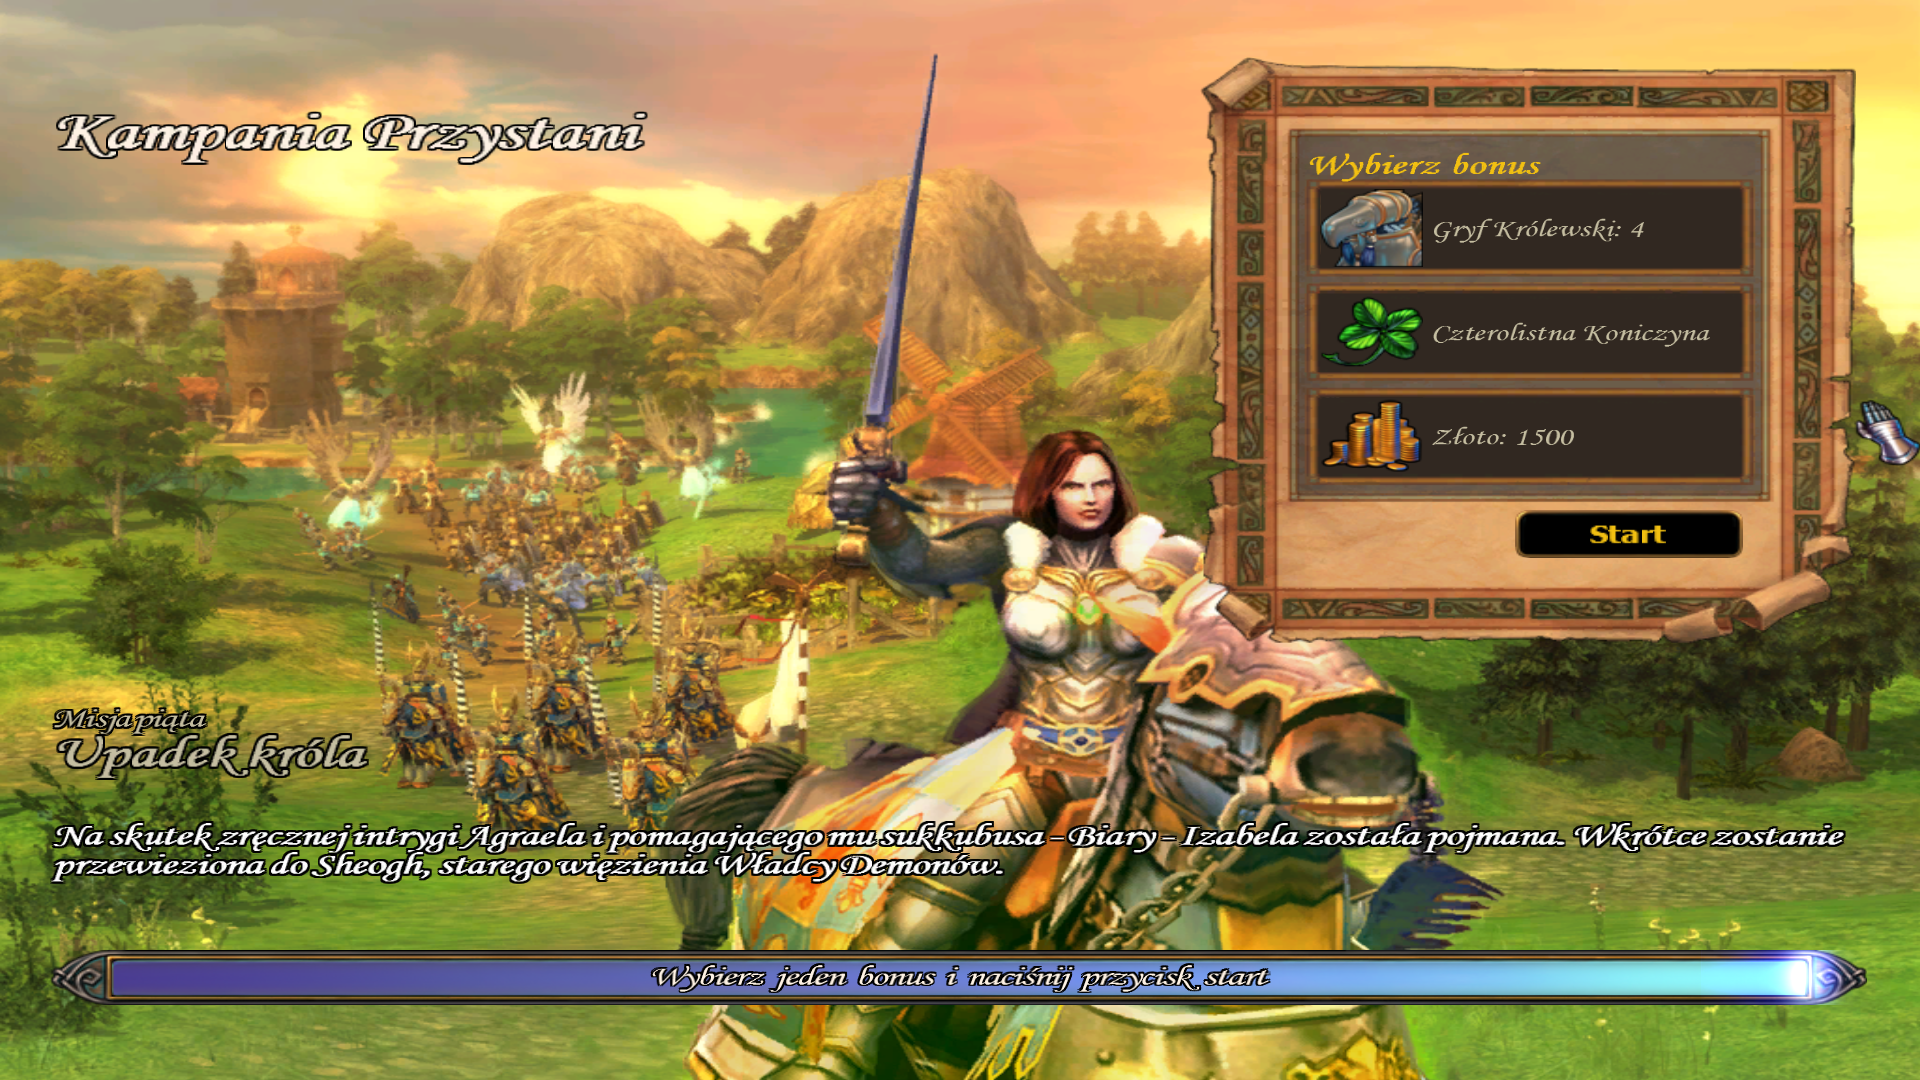 Kampania Przystani
Wybierz bonus
Gryf Królewski: 4
Czterolistna Koniczyna
Złoto: 1500
Start
Misja piąta
Upadek króla
Na skutek zręcznej intrygi Agraela i pomagającego mu sukkubusa - Biary - Izabela została pojmana. Wkrótce zostanie
przewieziona do Sheogh, starego więzienia Władcy Demonów.
Wybierz jeden bonus i naciśnij przycisk start